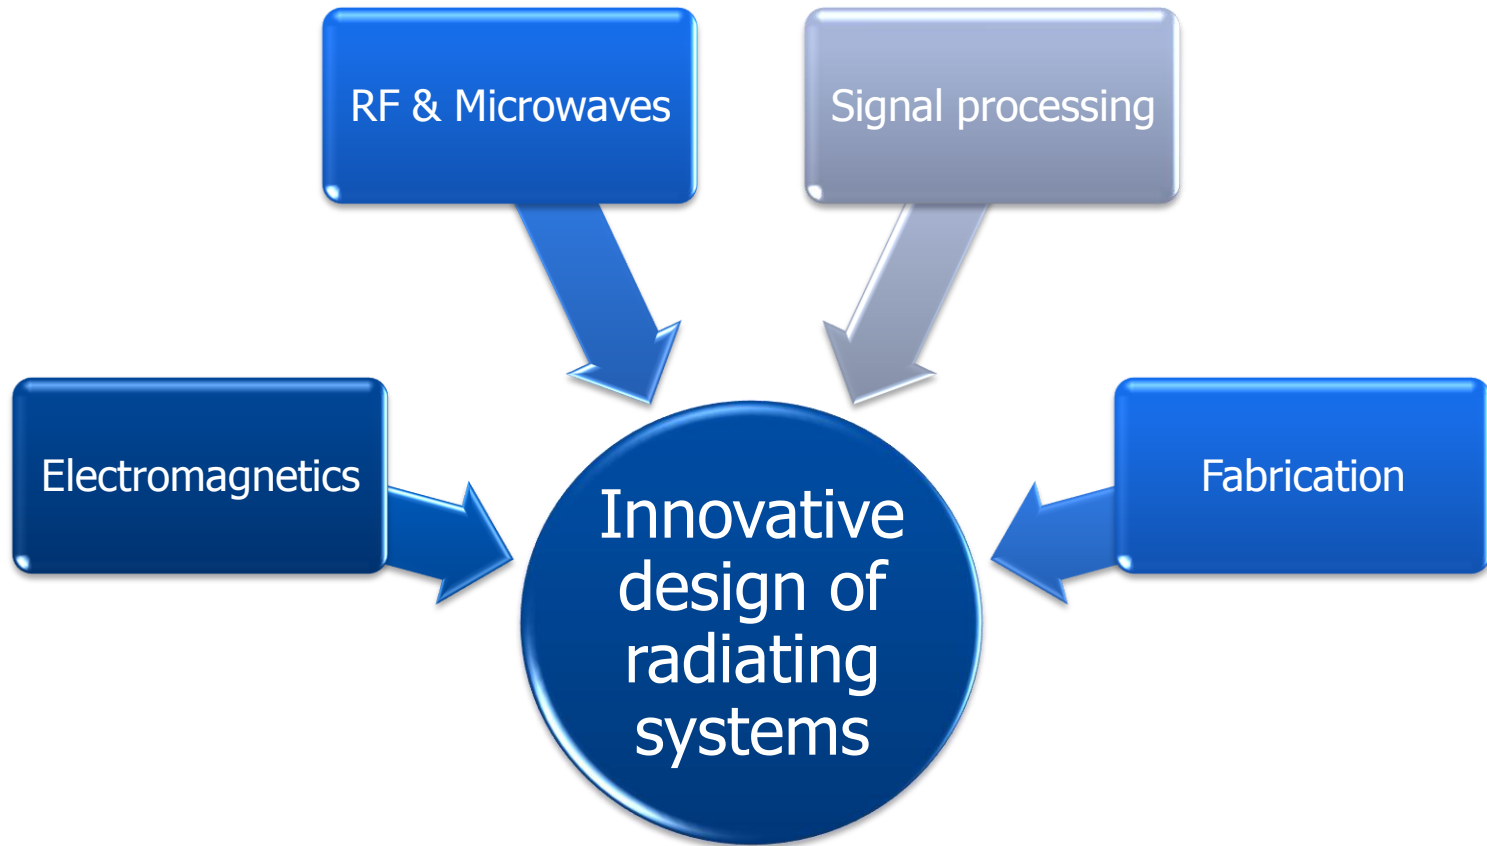 RF & Microwaves
Signal processing
Electromagnetics
Fabrication
Innovative
design of
radiating
systems